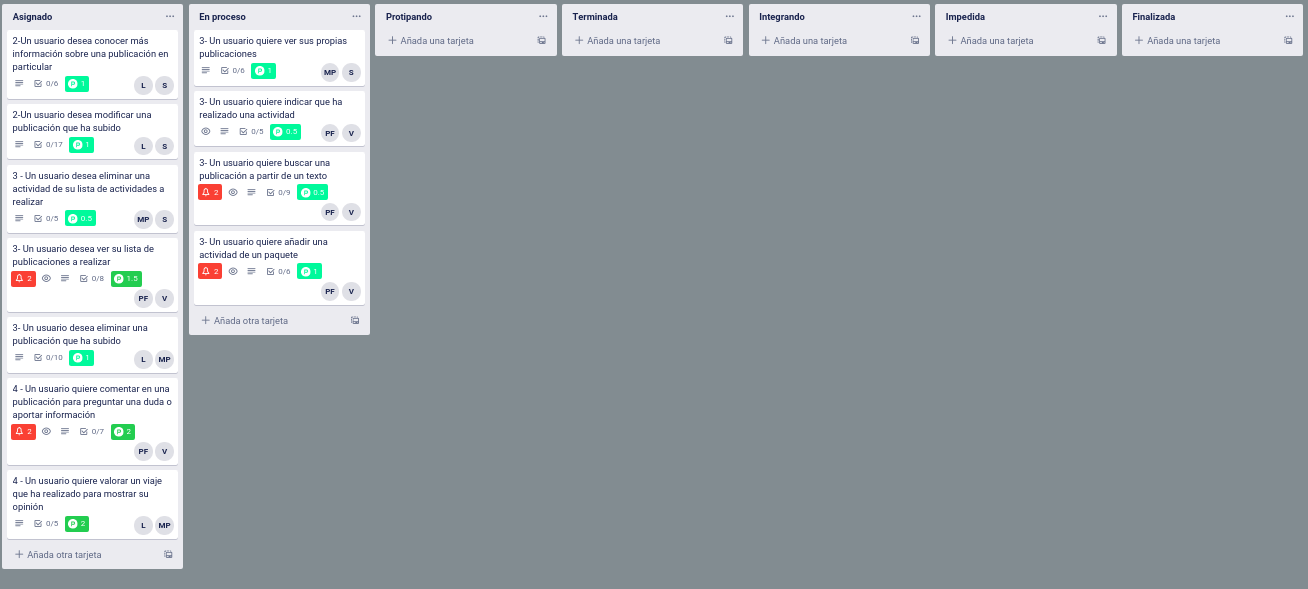 Asignado
2-Un usuario desea conocer más
información sobre una publicación en
particular
0/6 P 1
L S
2-Un usuario desea modificar una
publicación que ha subido
0/17 P 1
L S
3 - Un usuario desea eliminar una
actividad de su lista de actividades a
realizar
0/5 P 0.5
MP S
3- Un usuario desea ver su lista de
publicaciones a realizar
2 0/8 P 1.5
PF V
3- Un usuario desea eliminar una
publicación que ha subido
0/10 P 1
L MP
4 - Un usuario quiere comentar en una
publicación para preguntar una duda o
aportar información
2 0/7 P 2
PF V
4 - Un usuario quiere valorar un viaje
que ha realizado para mostrar su
opinión
0/5 P 2
L MP
+ Añada otra tarjeta
En proceso
3- Un usuario quiere ver sus propias
publicaciones
0/6 P 1
MP S
3- Un usuario quiere indicar que ha
realizado una actividad
0/5 P 0.5
PF V
3- Un usuario quiere buscar una
publicación a partir de un texto
2 0/9 P 0.5
PF V
3- Un usuario quiere añadir una
actividad de un paquete
2 0/6 P 1
PF V
+ Añada otra tarjeta
Protipando
+ Añada una tarjeta
Terminada
+ Añada una tarjeta
Integrando
+ Añada una tarjeta
Impedida
+ Añada una tarjeta
Finalizada
+ Añada una tarjeta